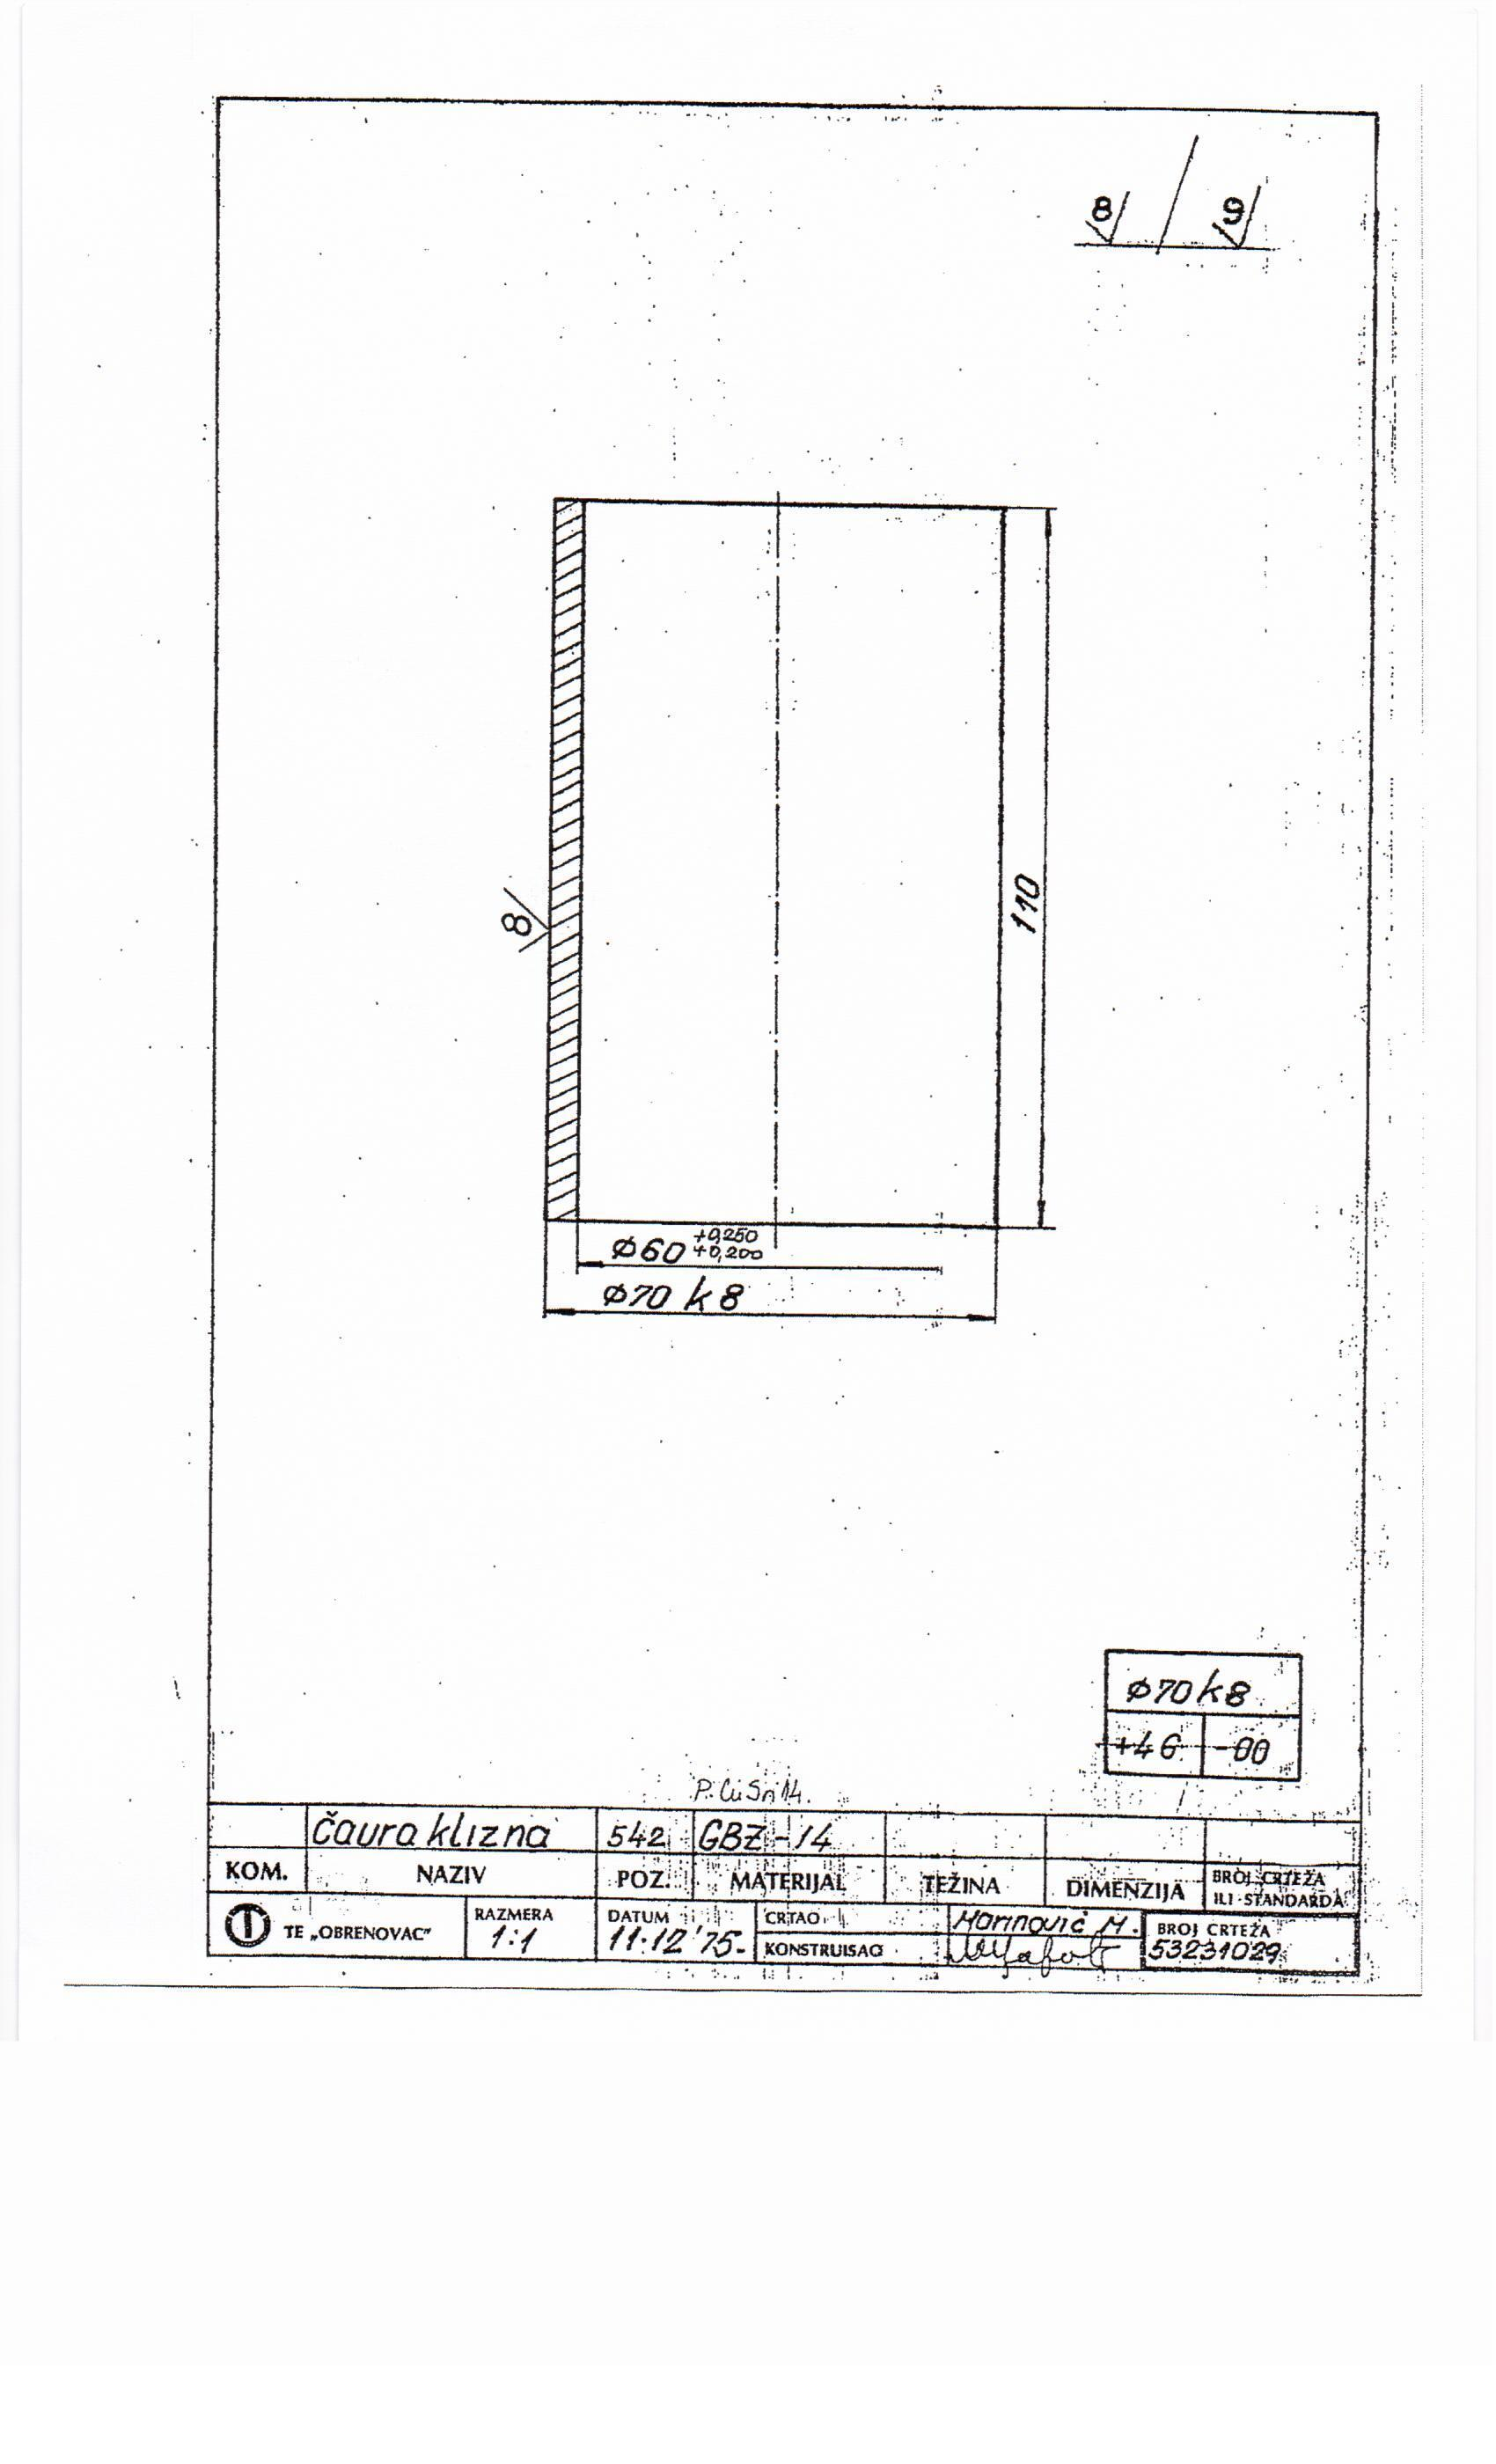 8 / 9
8
110
ø60 +0,250 +0,200
ø70 k8
ø70 k8
+46 -00
P. CuSn14.
Čaura klizna 542 GBZ-14
KOM. NAZIV POZ. MATERIJAL TEŽINA DIMENZIJA BROJ CRTEŽA ILI STANDARDA
TE „OBRENOVAC” RAZMERA 1:1 DATUM 11.12'75. CRTAO Marinović M.
KONSTRUISAO
BROJ CRTEŽA
53231029